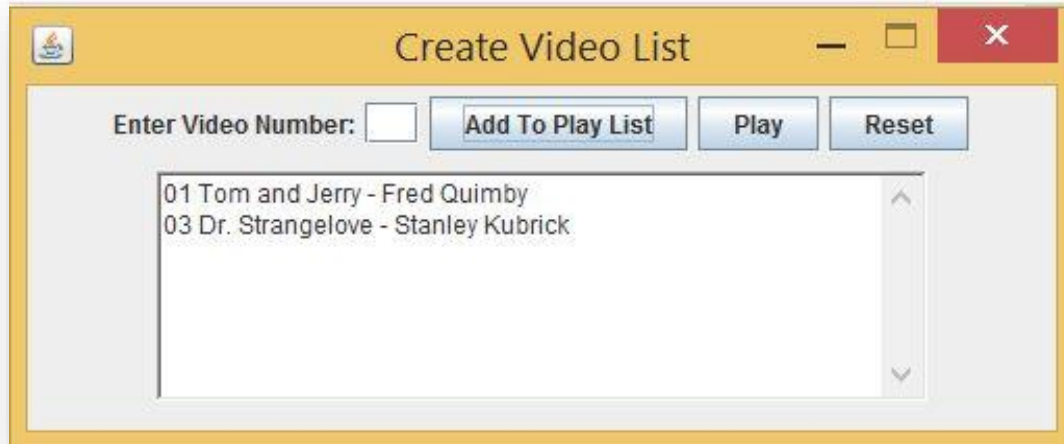 Create Video List
Enter Video Number: Add To Play List Play Reset
01 Tom and Jerry - Fred Quimby
03 Dr. Strangelove - Stanley Kubrick